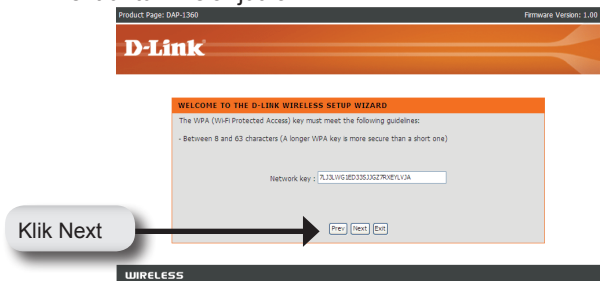 Product Page: DAP-1360 Firmware Version: 1.00
D-Link
WELCOME TO THE D-LINK WIRELESS SETUP WIZARD
The WPA (Wi-Fi Protected Access) key must meet the following guidelines:
- Between 8 and 63 characters (A longer WPA key is more secure than a short one)
Network key : 7LJ3LWG1ED33SJJGZ7RXEYLVJA
Klik Next
Prev Next Exit
WIRELESS